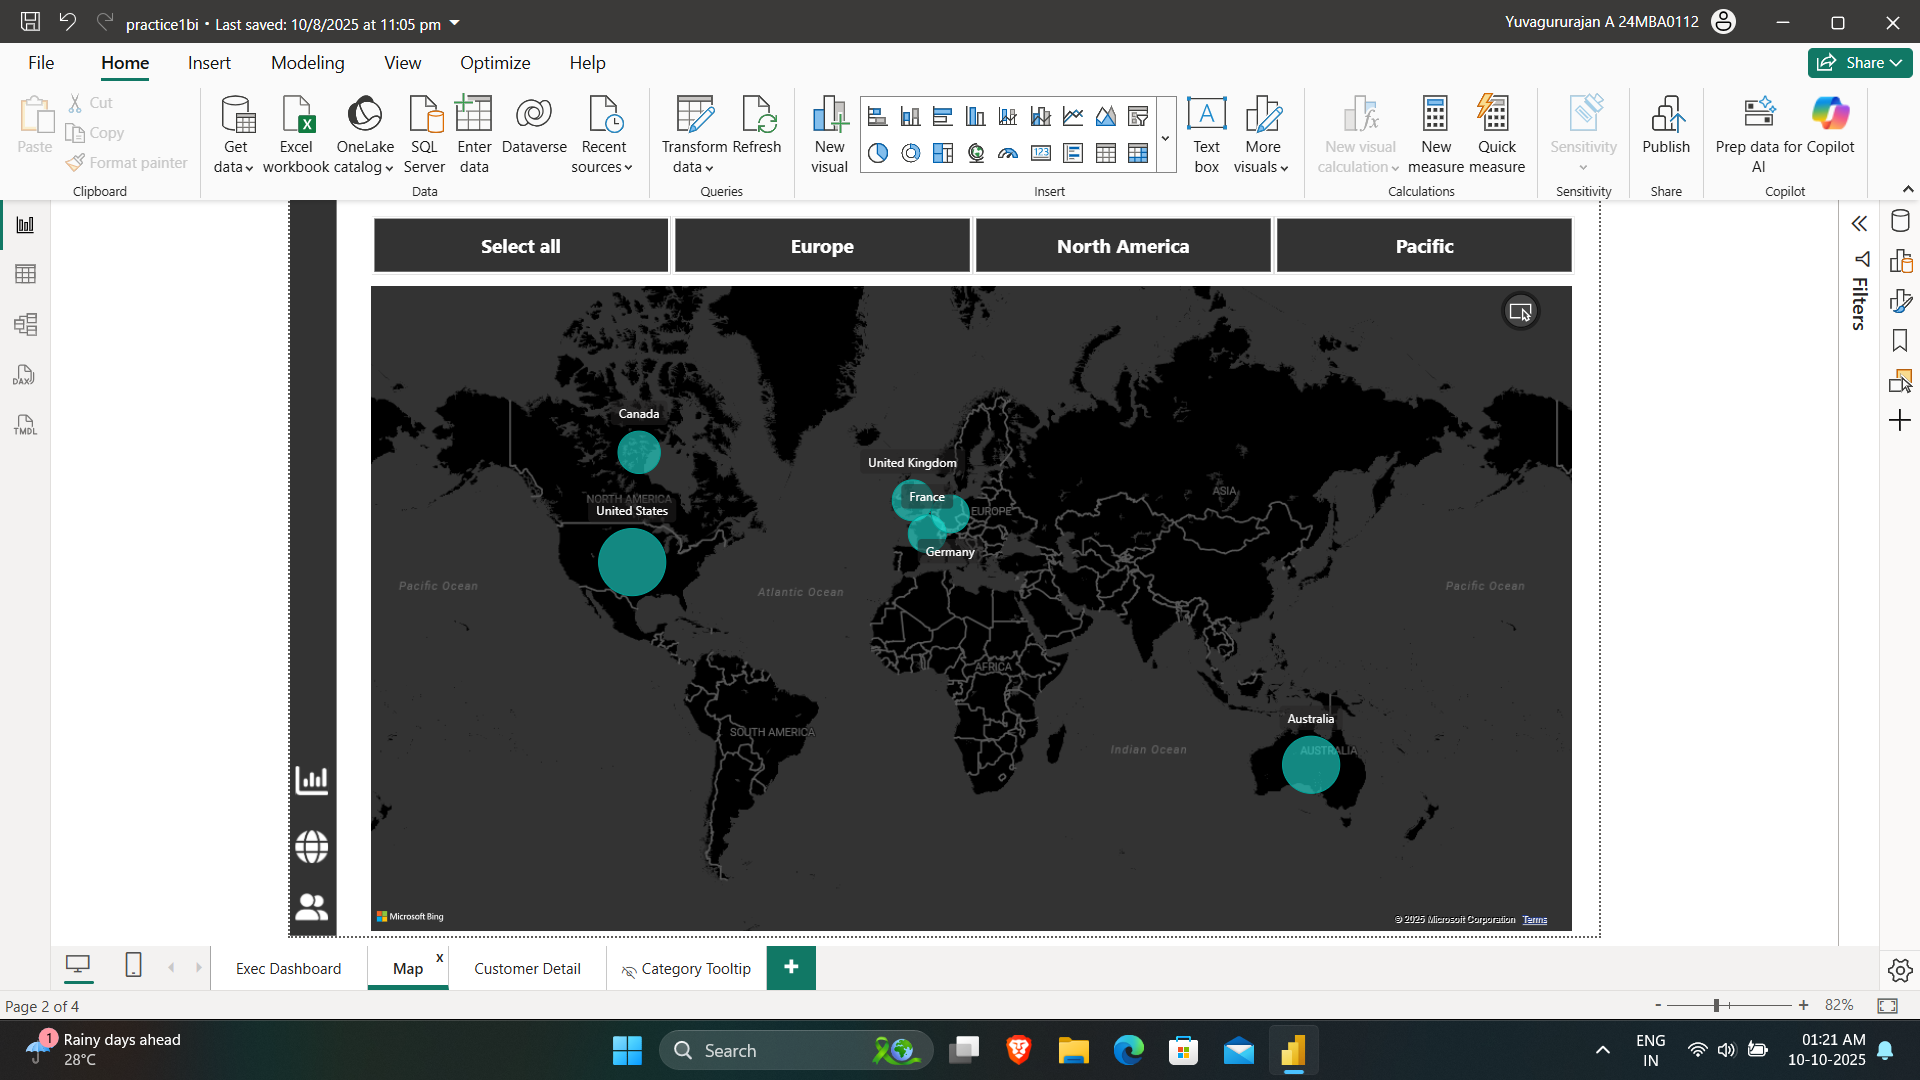 practice1bi • Last saved: 10/8/2025 at 11:05 pm
Yuvagururajan A 24MBA0112
File
Home
Insert
Modeling
View
Optimize
Help
Share
Paste
Cut
Copy
Format painter
Clipboard
Get data
Excel workbook
OneLake catalog
SQL Server
Enter data
Dataverse
Recent sources
Data
Transform data
Refresh
Queries
New visual
Text box
More visuals
Insert
New visual calculation
New measure
Quick measure
Calculations
Sensitivity
Sensitivity
Publish
Share
Prep data for AI
Copilot
Copilot
DAX
TMDL
Select all
Europe
North America
Pacific
Filters
Canada
United Kingdom
NORTH AMERICA
France
ASIA
United States
EUROPE
Germany
Pacific Ocean
Atlantic Ocean
Pacific Ocean
AFRICA
SOUTH AMERICA
Australia
Indian Ocean
AUSTRALIA
Microsoft Bing
© 2025 Microsoft Corporation Terms
Exec Dashboard
Map
x
Customer Detail
Category Tooltip
Page 2 of 4
- + 82%
1
Rainy days ahead
28°C
Search
ENG
IN
01:21 AM
10-10-2025